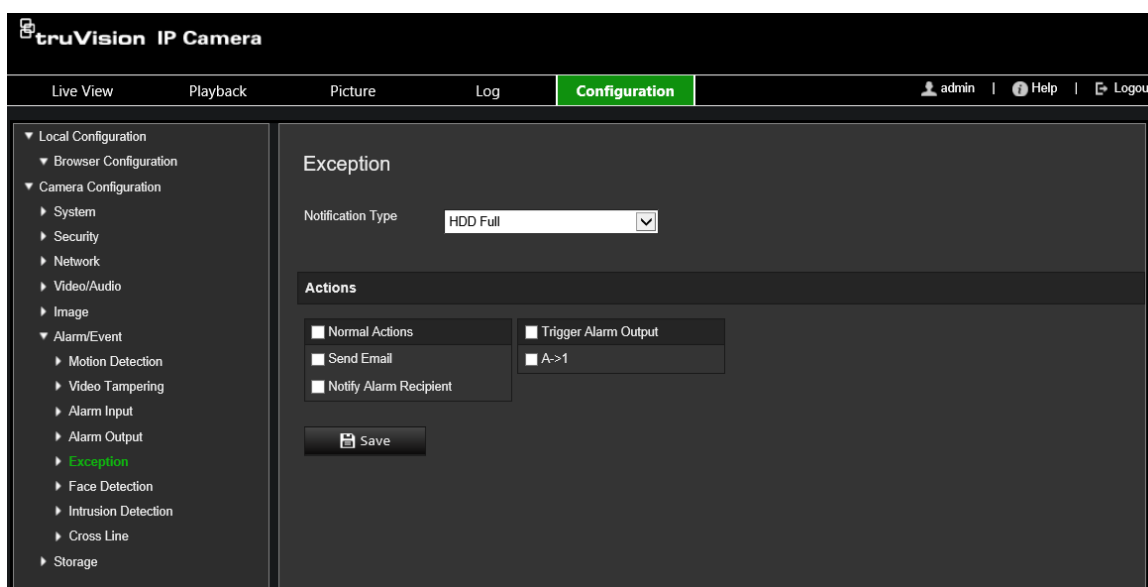 truVision IP Camera
Live View Playback Picture Log Configuration admin | Help | Logou
Local Configuration
Browser Configuration
Camera Configuration
System
Security
Network
Video/Audio
Image
Alarm/Event
Motion Detection
Video Tampering
Alarm Input
Alarm Output
Exception
Face Detection
Intrusion Detection
Cross Line
Storage
Exception
Notification Type HDD Full
Actions
Normal Actions Trigger Alarm Output
Send Email A->1
Notify Alarm Recipient
Save